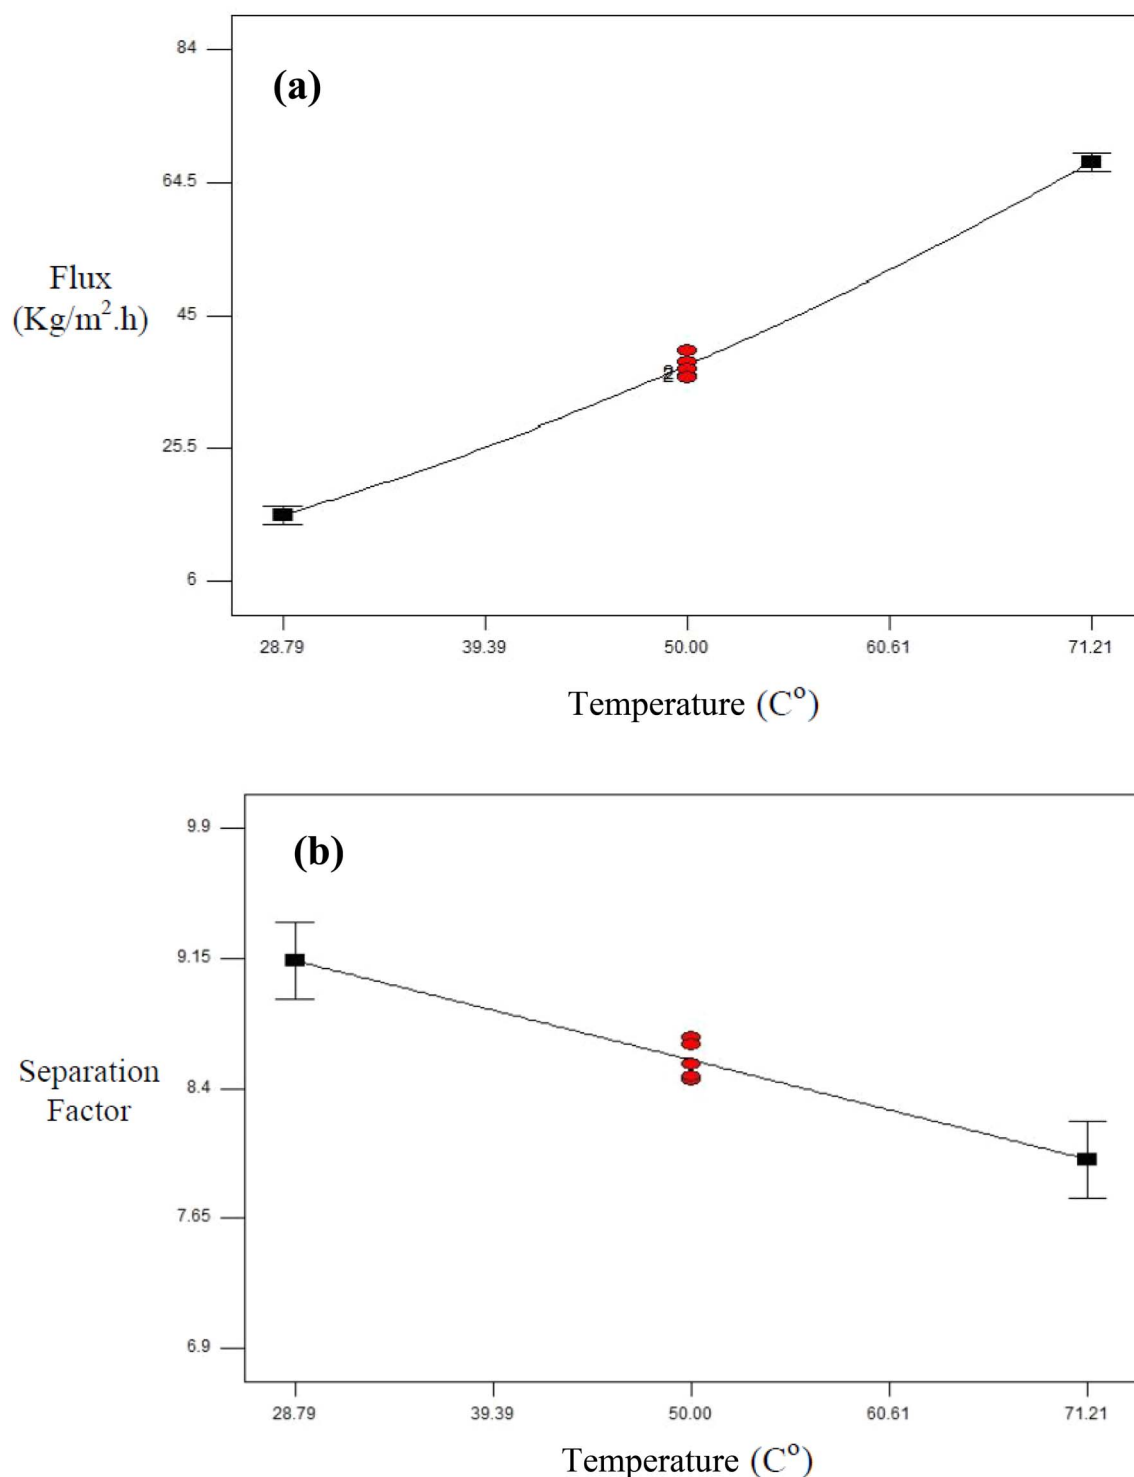 84
(a)
64.5
Flux
(Kg/m².h)
45
2
25.5
6
28.79 39.39 50.00 60.61 71.21
Temperature (Cº)
9.9
(b)
9.15
Separation
Factor
8.4
7.65
6.9
28.79 39.39 50.00 60.61 71.21
Temperature (Cº)